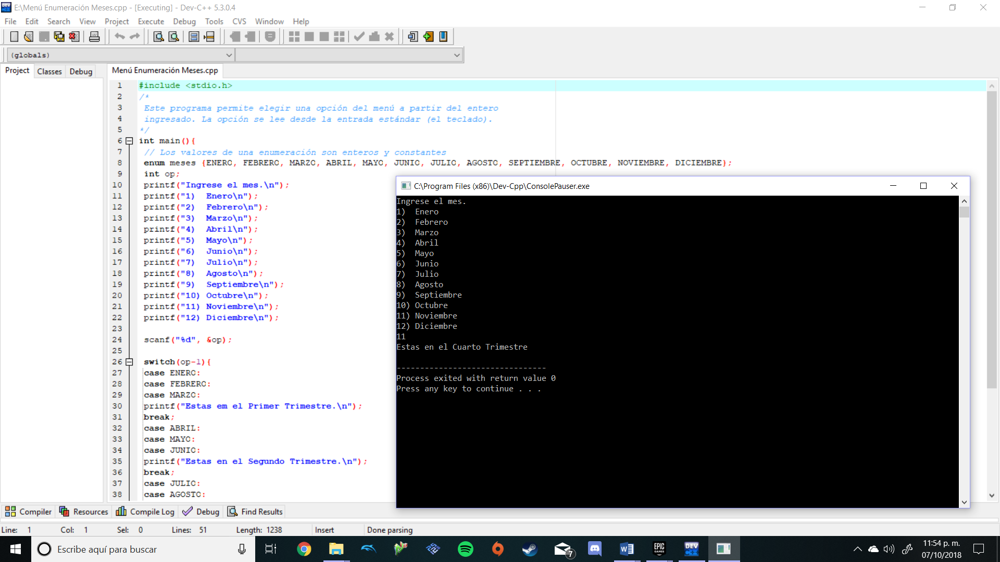 E:\Menú Enumeración Meses.cpp - [Executing] - Dev-C++ 5.3.0.4
File Edit Search View Project Execute Debug Tools CVS Window Help
(globals)
Project Classes Debug
Menú Enumeración Meses.cpp
1 #include <stdio.h>
2 /*
3 Este programa permite elegir una opción del menú a partir del entero
4 ingresado. La opción se lee desde la entrada estándar (el teclado).
5 */
6 int main(){
7 // Los valores de una enumeración son enteros y constantes
8 enum meses {ENERO, FEBRERO, MARZO, ABRIL, MAYO, JUNIO, JULIO, AGOSTO, SEPTIEMBRE, OCTUBRE, NOVIEMBRE, DICIEMBRE};
9 int op;
10 printf("Ingrese el mes.\n");
11 printf("1)  Enero\n");
12 printf("2)  Febrero\n");
13 printf("3)  Marzo\n");
14 printf("4)  Abril\n");
15 printf("5)  Mayo\n");
16 printf("6)  Junio\n");
17 printf("7)  Julio\n");
18 printf("8)  Agosto\n");
19 printf("9)  Septiembre\n");
20 printf("10) Octubre\n");
21 printf("11) Noviembre\n");
22 printf("12) Diciembre\n");
23
24 scanf("%d", &op);
25
26 switch(op-1){
27 case ENERO:
28 case FEBRERO:
29 case MARZO:
30 printf("Estas em el Primer Trimestre.\n");
31 break;
32 case ABRIL:
33 case MAYO:
34 case JUNIO:
35 printf("Estas en el Segundo Trimestre.\n");
36 break;
37 case JULIO:
38 case AGOSTO:
C:\Program Files (x86)\Dev-Cpp\ConsolePauser.exe
Ingrese el mes.
1)  Enero
2)  Febrero
3)  Marzo
4)  Abril
5)  Mayo
6)  Junio
7)  Julio
8)  Agosto
9)  Septiembre
10) Octubre
11) Noviembre
12) Diciembre
11
Estas en el Cuarto Trimestre
--------------------------------
Process exited with return value 0
Press any key to continue . . .
Compiler Resources Compile Log Debug Find Results
Line: 1 Col: 1 Sel: 0 Lines: 51 Length: 1238 Insert Done parsing
Escribe aquí para buscar
7
EPIC GAMES
DEV C++
11:54 p. m.
07/10/2018